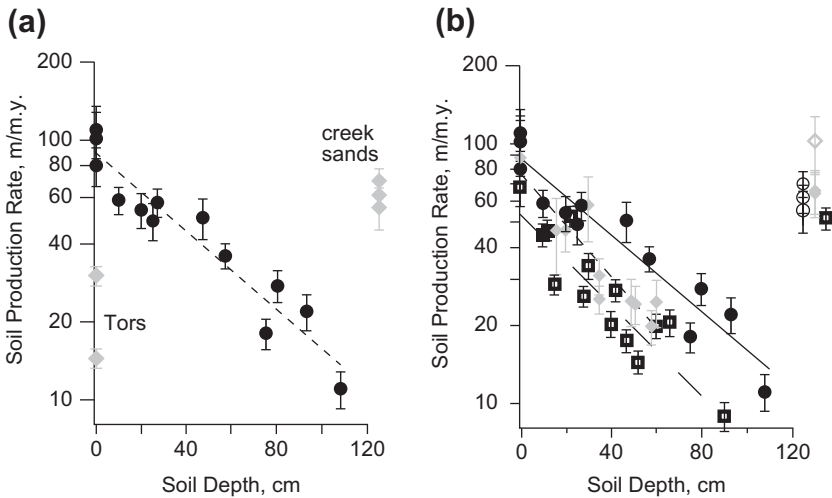 (a)
Soil Production Rate, m/m.y.
200
100
80
60
40
20
10
creek
sands
Tors
0
40
80
120
Soil Depth, cm
(b)
Soil Production Rate, m/m.y.
200
100
80
60
40
20
10
0
40
80
120
Soil Depth, cm